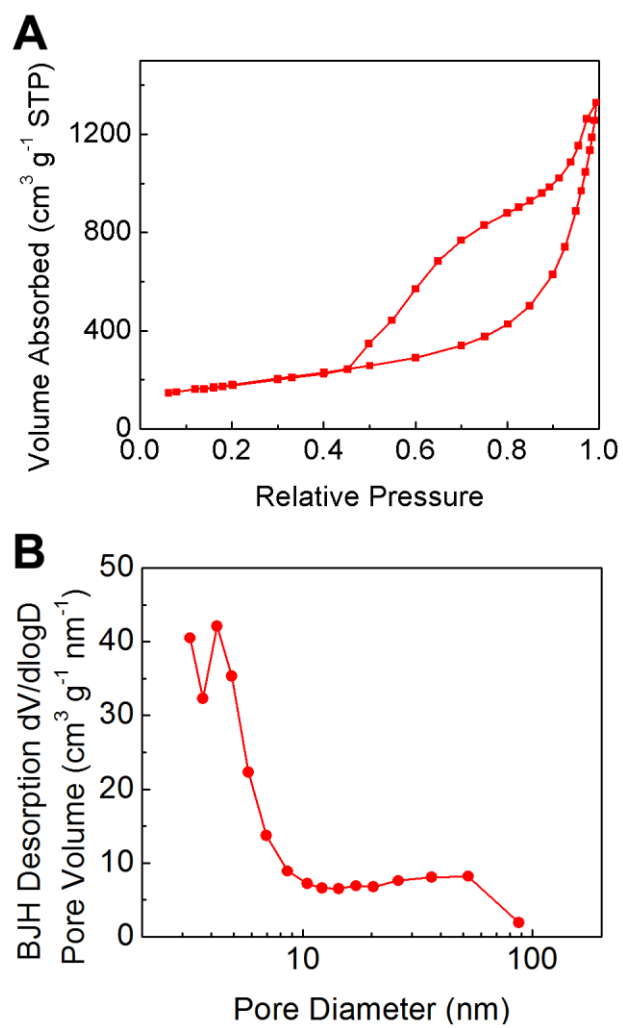 A
Volume Absorbed (cm³ g⁻¹ STP)
1200
800
400
0
0.0 0.2 0.4 0.6 0.8 1.0
Relative Pressure
B
BJH Desorption dV/dlogD
Pore Volume (cm³ g⁻¹ nm⁻¹)
50
40
30
20
10
0
10 100
Pore Diameter (nm)